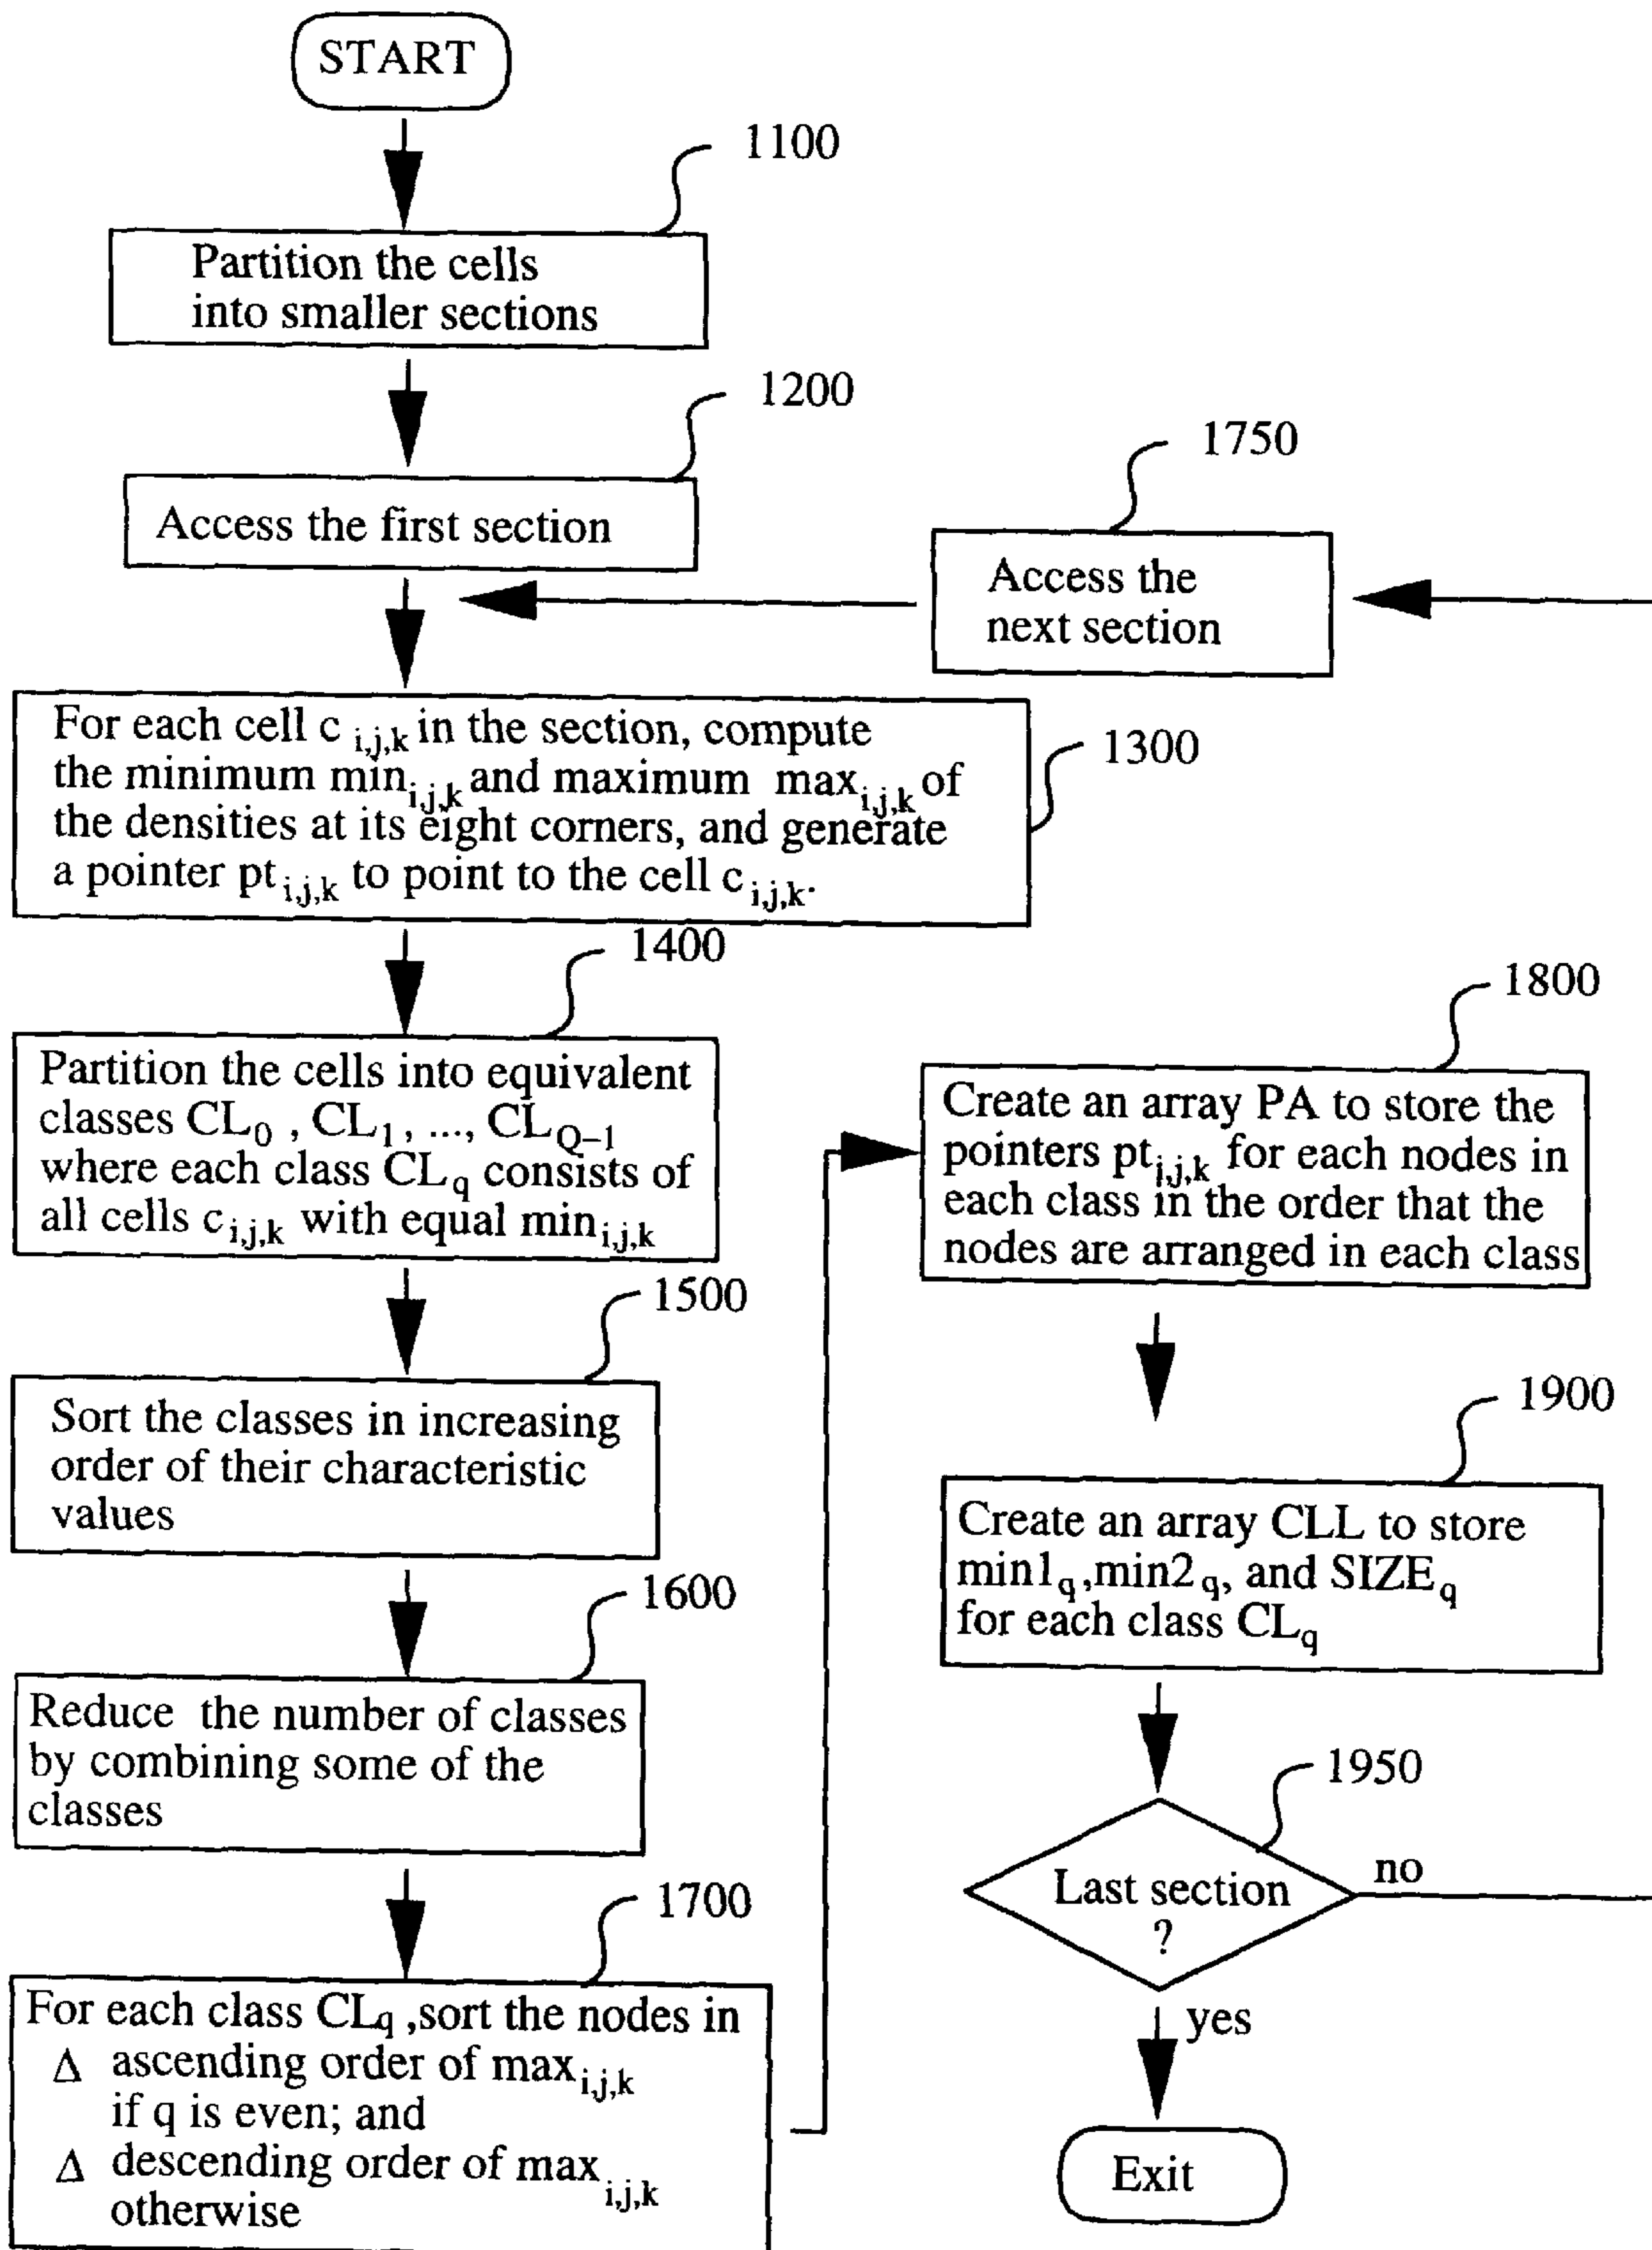 START
1100
Partition the cells
into smaller sections
1200
Access the first section
1750
Access the
next section
For each cell c i,j,k in the section, compute
the minimum min i,j,k and maximum max i,j,k of
the densities at its eight corners, and generate
a pointer pt i,j,k to point to the cell c i,j,k.
1300
1400
Partition the cells into equivalent
classes CL0 , CL1 , ..., CLQ−1
where each class CLq consists of
all cells c i,j,k with equal min i,j,k
1500
Sort the classes in increasing
order of their characteristic
values
1600
Reduce the number of classes
by combining some of the
classes
1700
For each class CLq ,sort the nodes in
Δ ascending order of max i,j,k
if q is even; and
Δ descending order of max i,j,k
otherwise
1800
Create an array PA to store the
pointers pt i,j,k for each nodes in
each class in the order that the
nodes are arranged in each class
1900
Create an array CLL to store
min1q,min2q, and SIZEq
for each class CLq
1950
Last section
?
no
yes
Exit